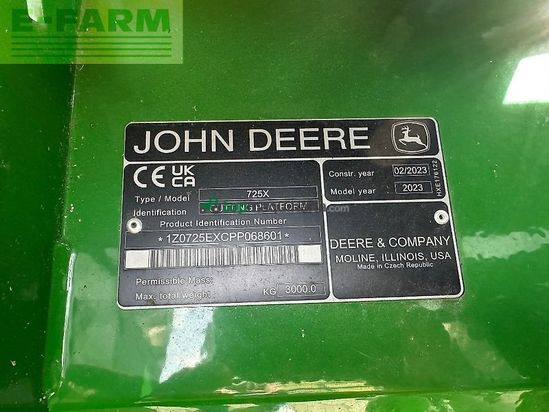 E-FARM
JOHN DEERE
CE UK CA
Type / Model 725X
Identification CUTTING PLATFORM
Product Identification Number
*1Z0725EXCPP068601*
Permissible Mass:
Max. total weight: KG 3000.0
Constr. year 02/2023
Model year 2023
HXE176122
DEERE & COMPANY
MOLINE, ILLINOIS, USA
Made in Czech Republic